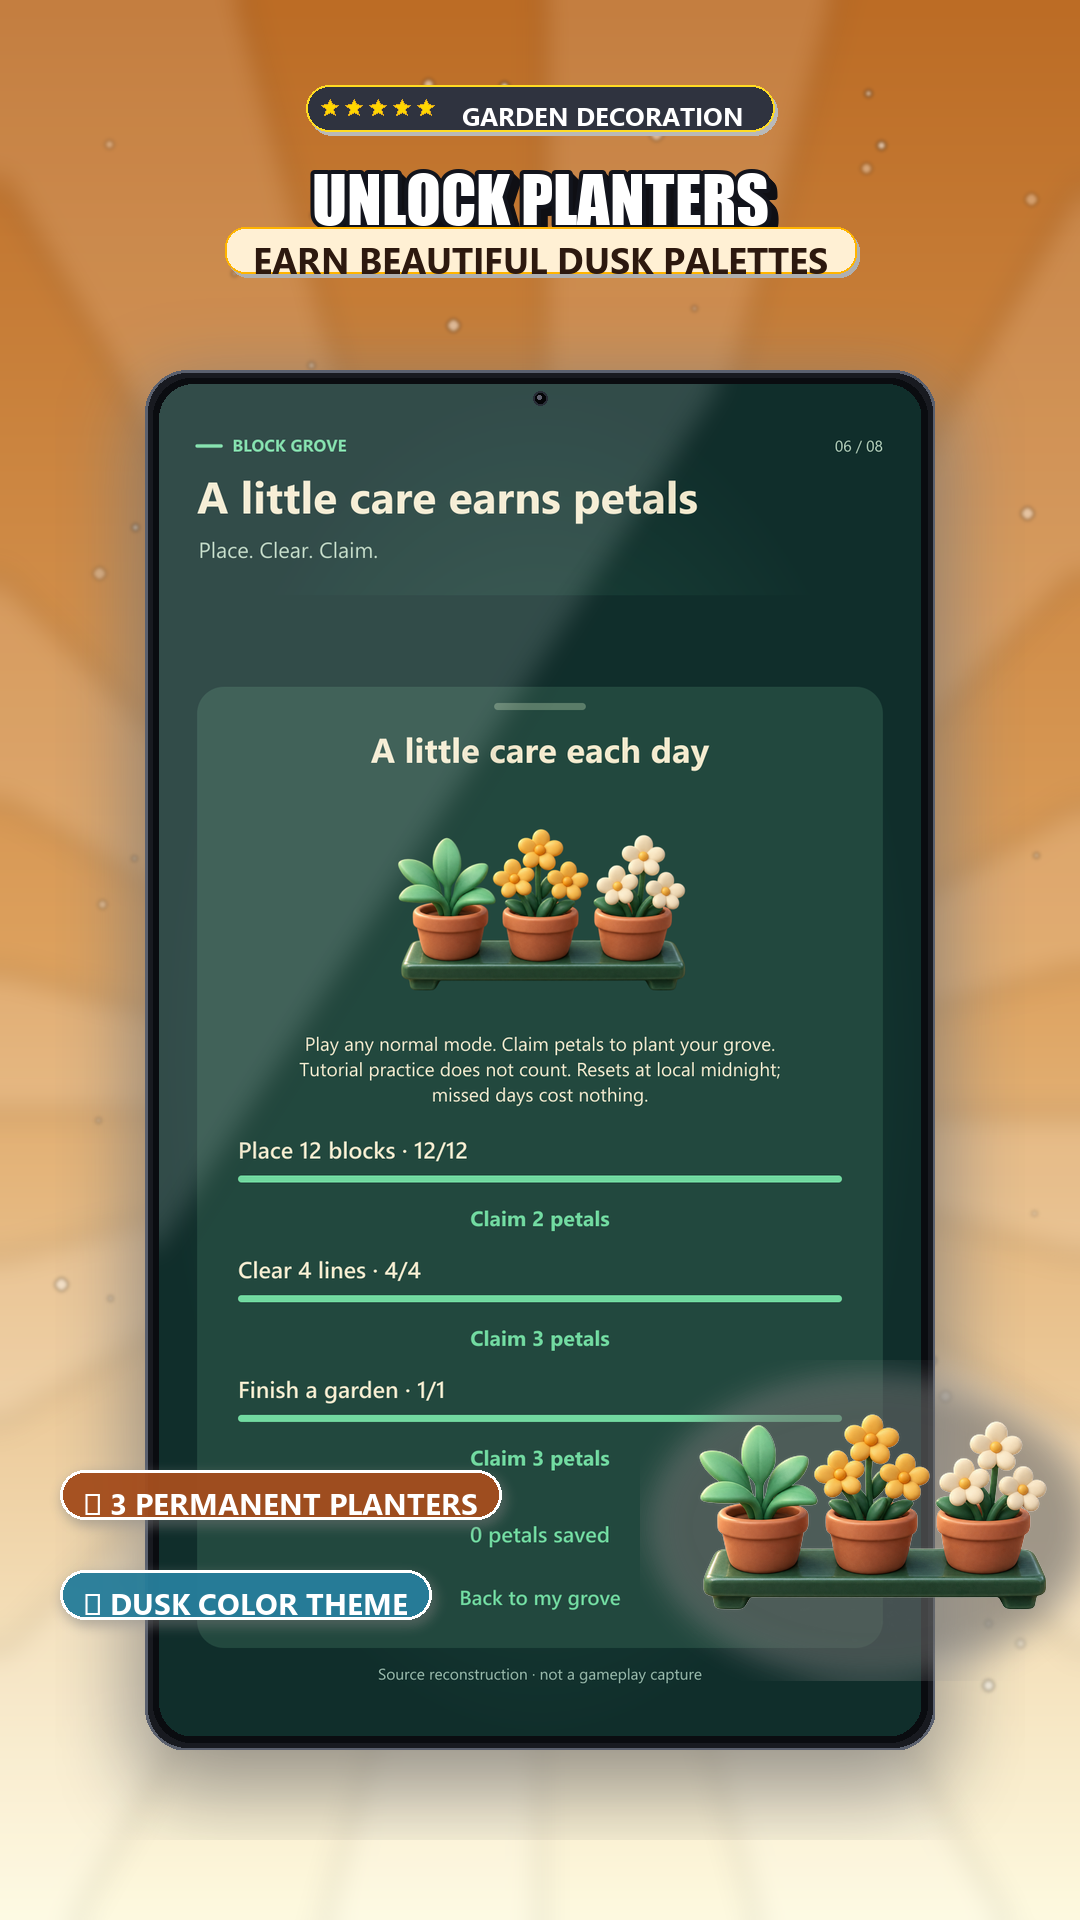 GARDEN DECORATION
UNLOCK PLANTERS
EARN BEAUTIFUL DUSK PALETTES
BLOCK GROVE
06 / 08
A little care earns petals
Place. Clear. Claim.
A little care each day
Play any normal mode. Claim petals to plant your grove.
Tutorial practice does not count. Resets at local midnight;
missed days cost nothing.
Place 12 blocks · 12/12
Claim 2 petals
Clear 4 lines · 4/4
Claim 3 petals
Finish a garden · 1/1
Claim 3 petals
3 PERMANENT PLANTERS
0 petals saved
DUSK COLOR THEME
Back to my grove
Source reconstruction · not a gameplay capture